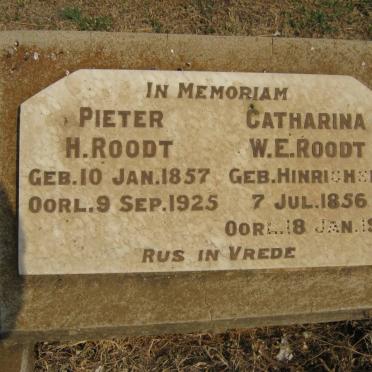 IN MEMORIAM
PIETER
H. ROODT
GEB. 10 JAN. 1857
OORL. 9 SEP. 1925
CATHARINA
W. E. ROODT
GEB.
7 JUL. 1856
OORL. 18 JAN.
RUS IN VREDE